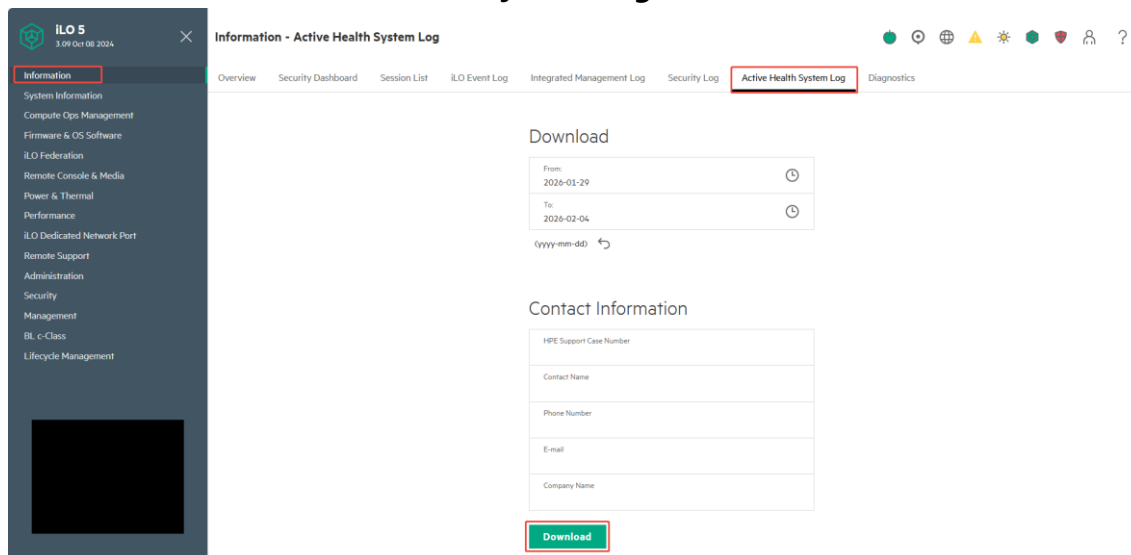 iLO 5
3.09 Oct 08 2024
Information - Active Health System Log
?
Information
System Information
Compute Ops Management
Firmware & OS Software
iLO Federation
Remote Console & Media
Power & Thermal
Performance
iLO Dedicated Network Port
Remote Support
Administration
Security
Management
BL c-Class
Lifecycle Management
Overview Security Dashboard Session List iLO Event Log Integrated Management Log Security Log Active Health System Log Diagnostics
Download
From:
2026-01-29
To:
2026-02-04
(yyyy-mm-dd)
Contact Information
HPE Support Case Number
Contact Name
Phone Number
E-mail
Company Name
Download